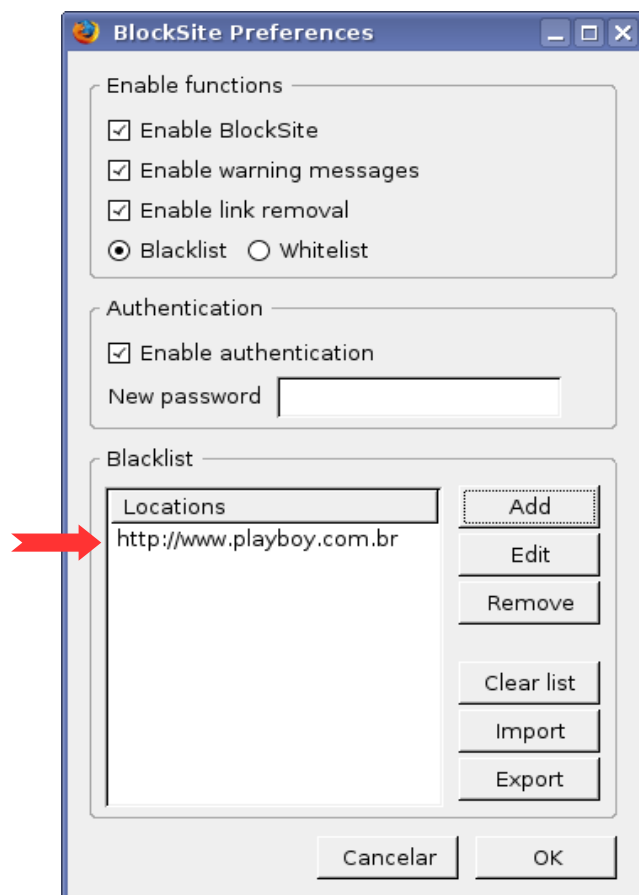 BlockSite Preferences
Enable functions
Enable BlockSite
Enable warning messages
Enable link removal
Blacklist Whitelist
Authentication
Enable authentication
New password
Blacklist
Locations
http://www.playboy.com.br
Add
Edit
Remove
Clear list
Import
Export
Cancelar OK